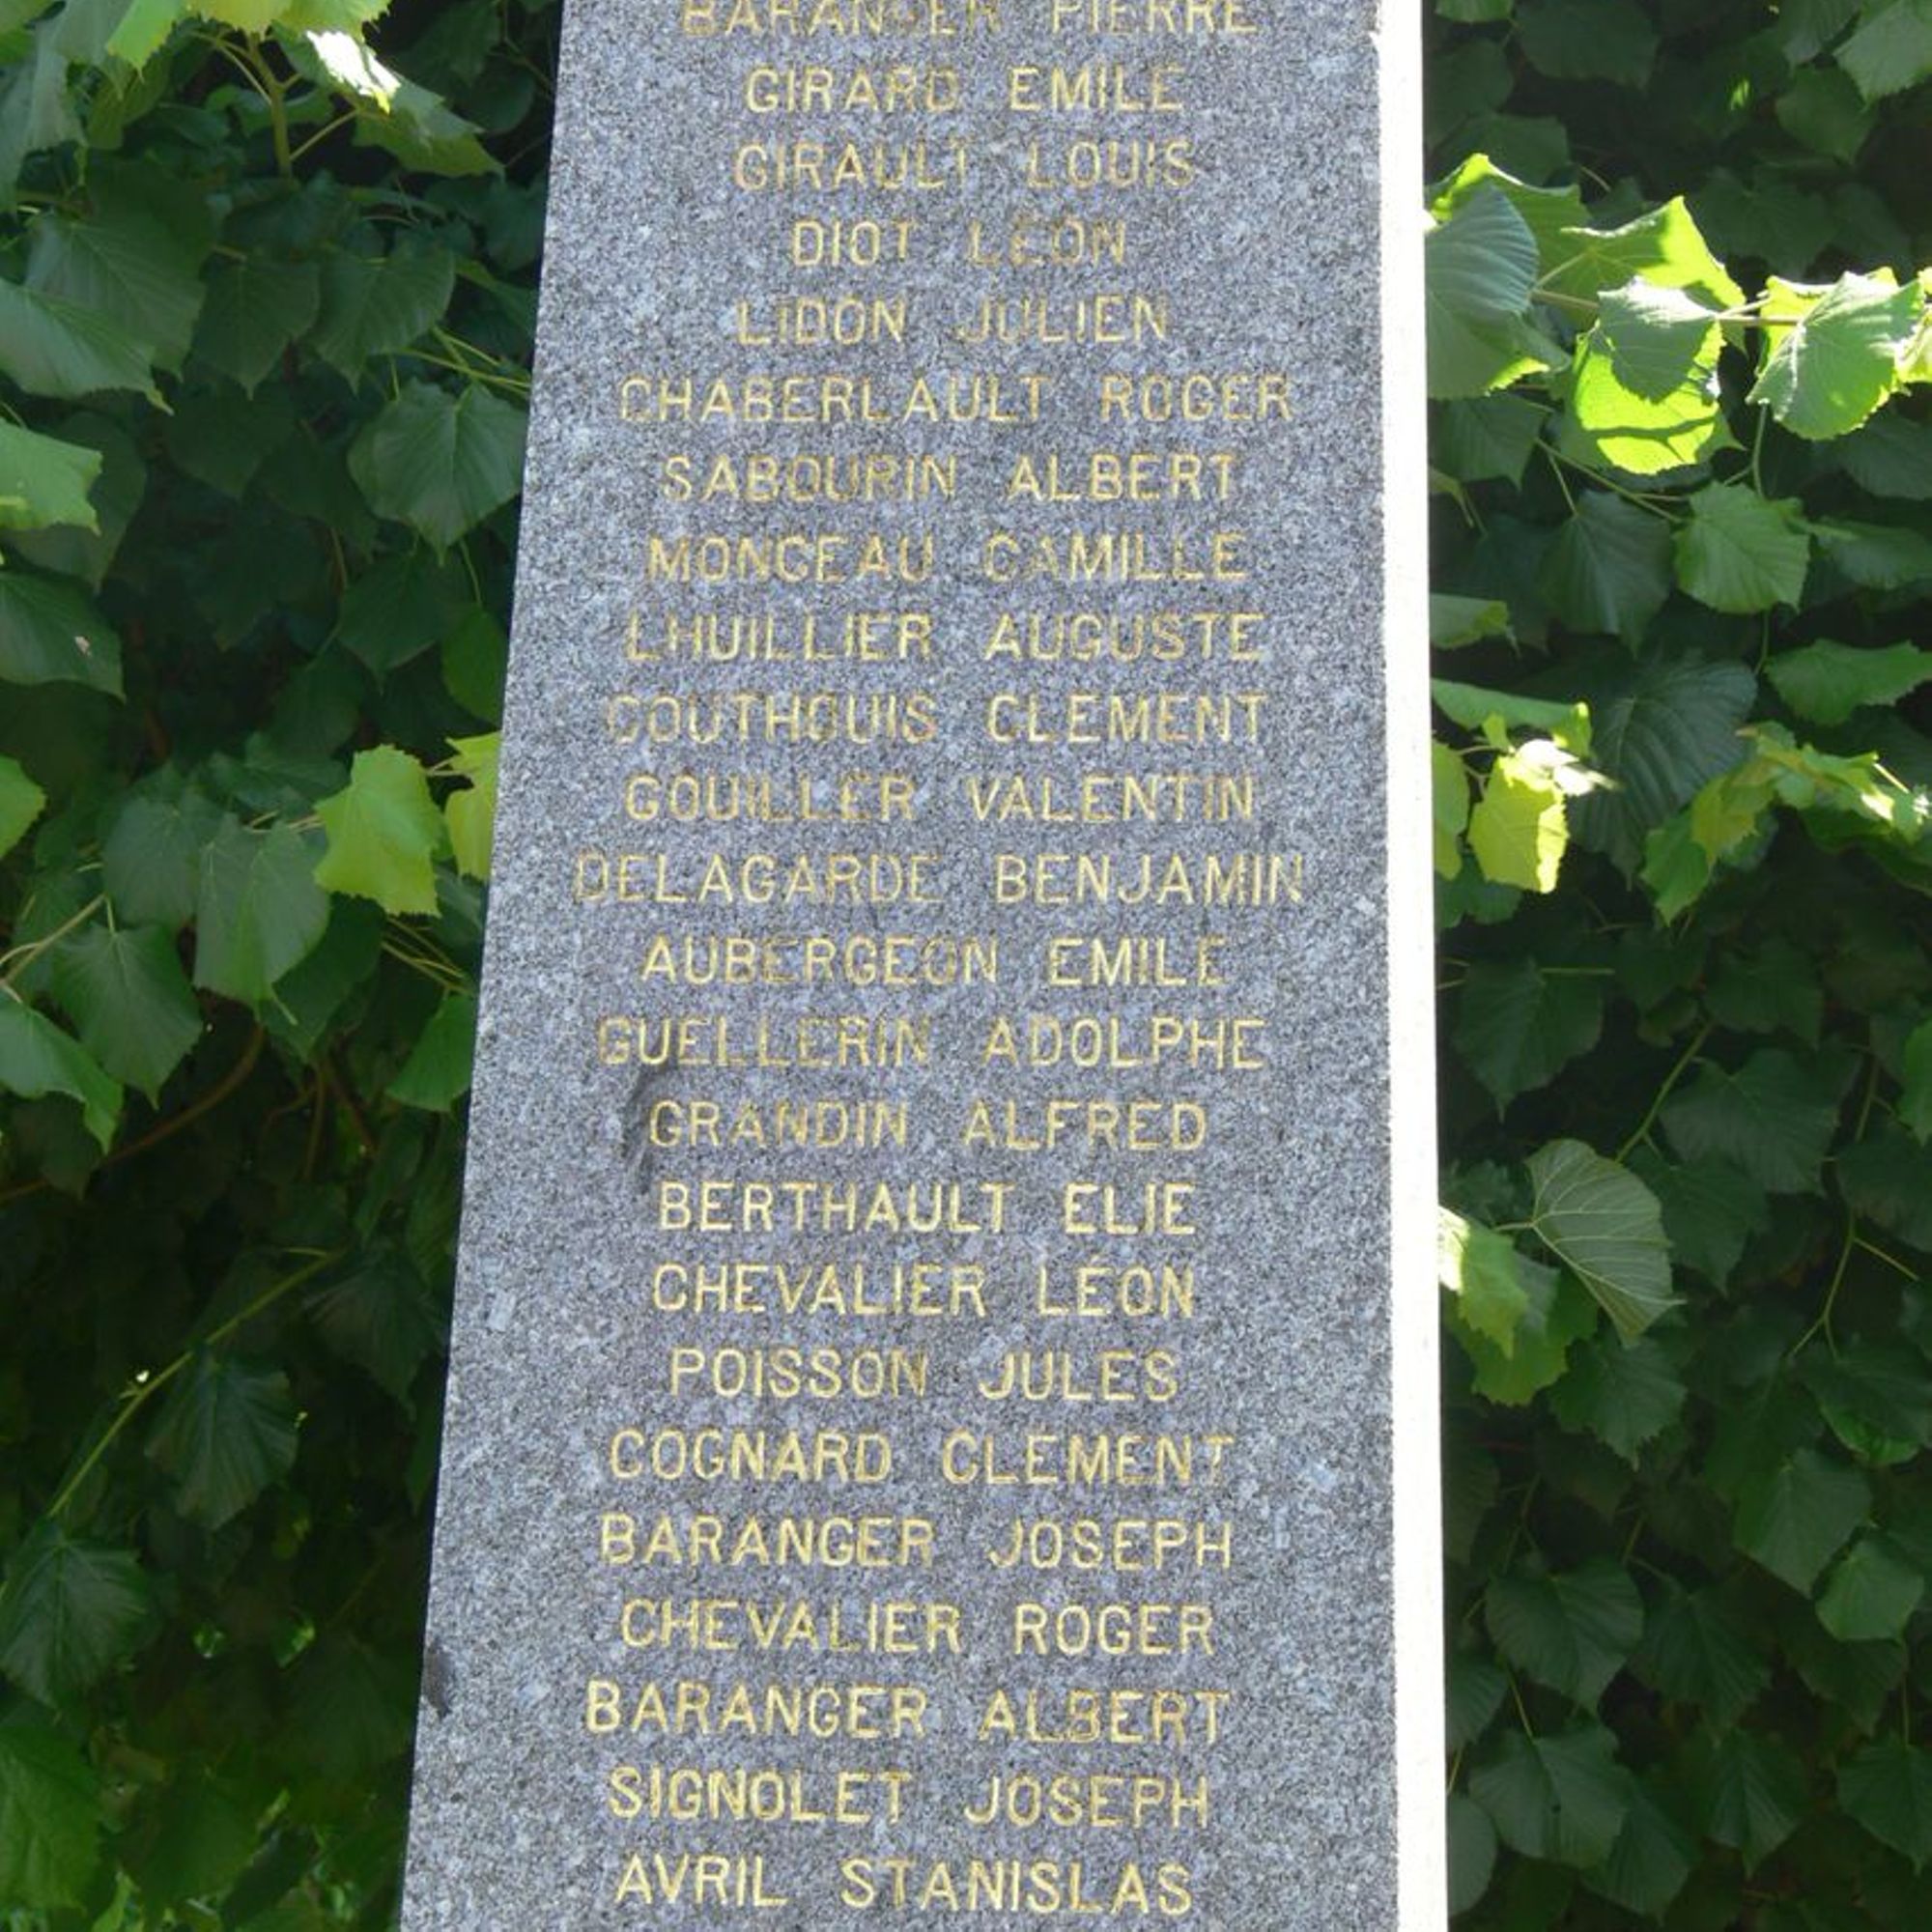 BARANGER PIERRE
GIRARD EMILE
GIRAULT LOUIS
DIOT LÉON
LIDON JULIEN
CHABERLAULT ROGER
SABOURIN ALBERT
MONCEAU CAMILLE
LHUILLIER AUGUSTE
COUTHOUIS CLEMENT
GOUILLER VALENTIN
DELAGARDE BENJAMIN
AUBERGEON EMILE
GUELLERIN ADOLPHE
GRANDIN ALFRED
BERTHAULT ELIE
CHEVALIER LÉON
POISSON JULES
COGNARD CLEMENT
BARANGER JOSEPH
CHEVALIER ROGER
BARANGER ALBERT
SIGNOLET JOSEPH
AVRIL STANISLAS